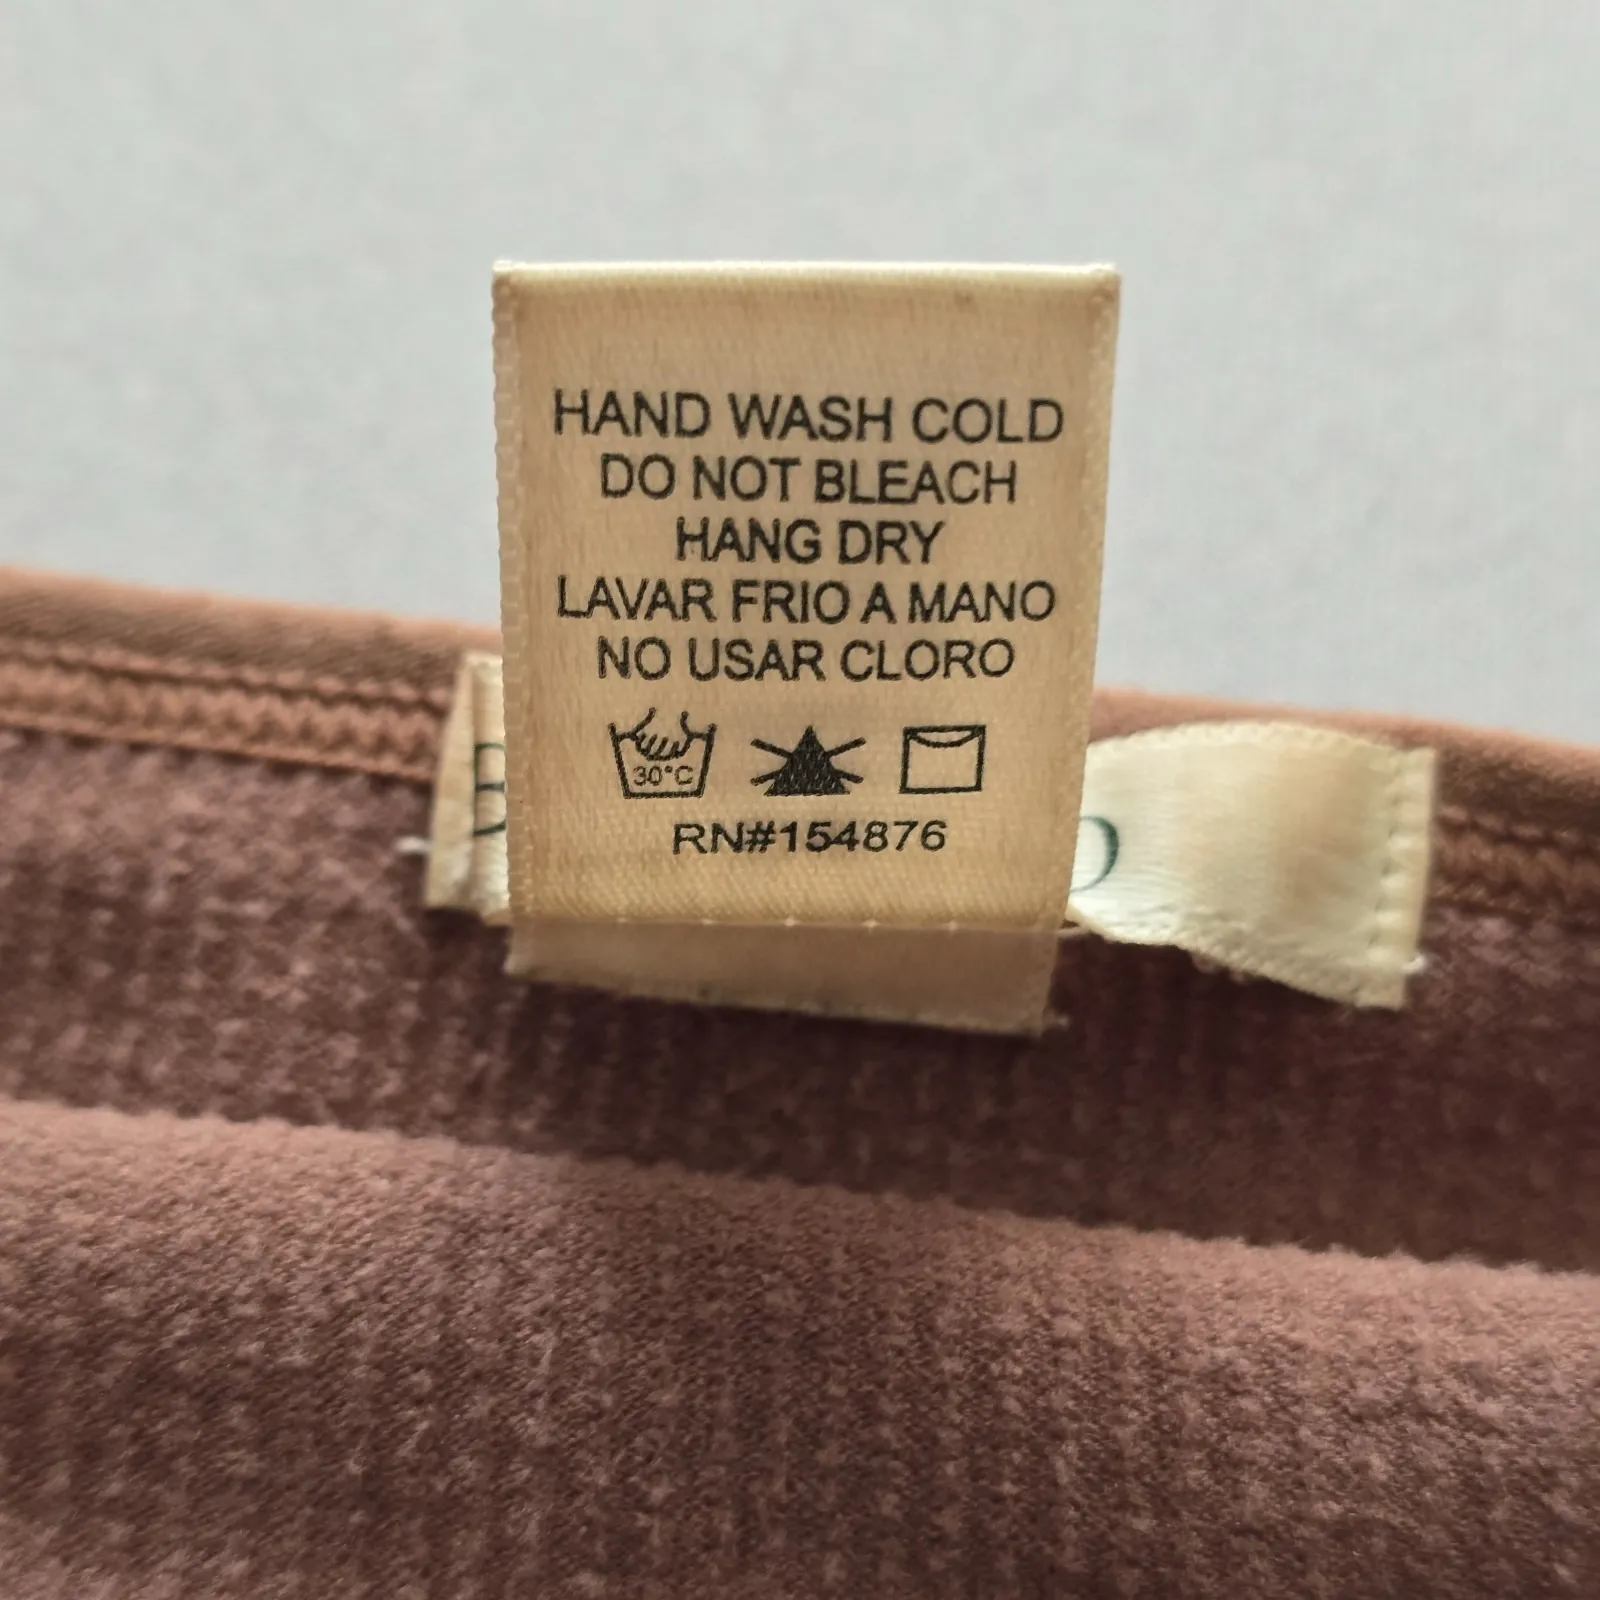 HAND WASH COLD
DO NOT BLEACH
HANG DRY
LAVAR FRIO A MANO
NO USAR CLORO
30°C
RN#154876